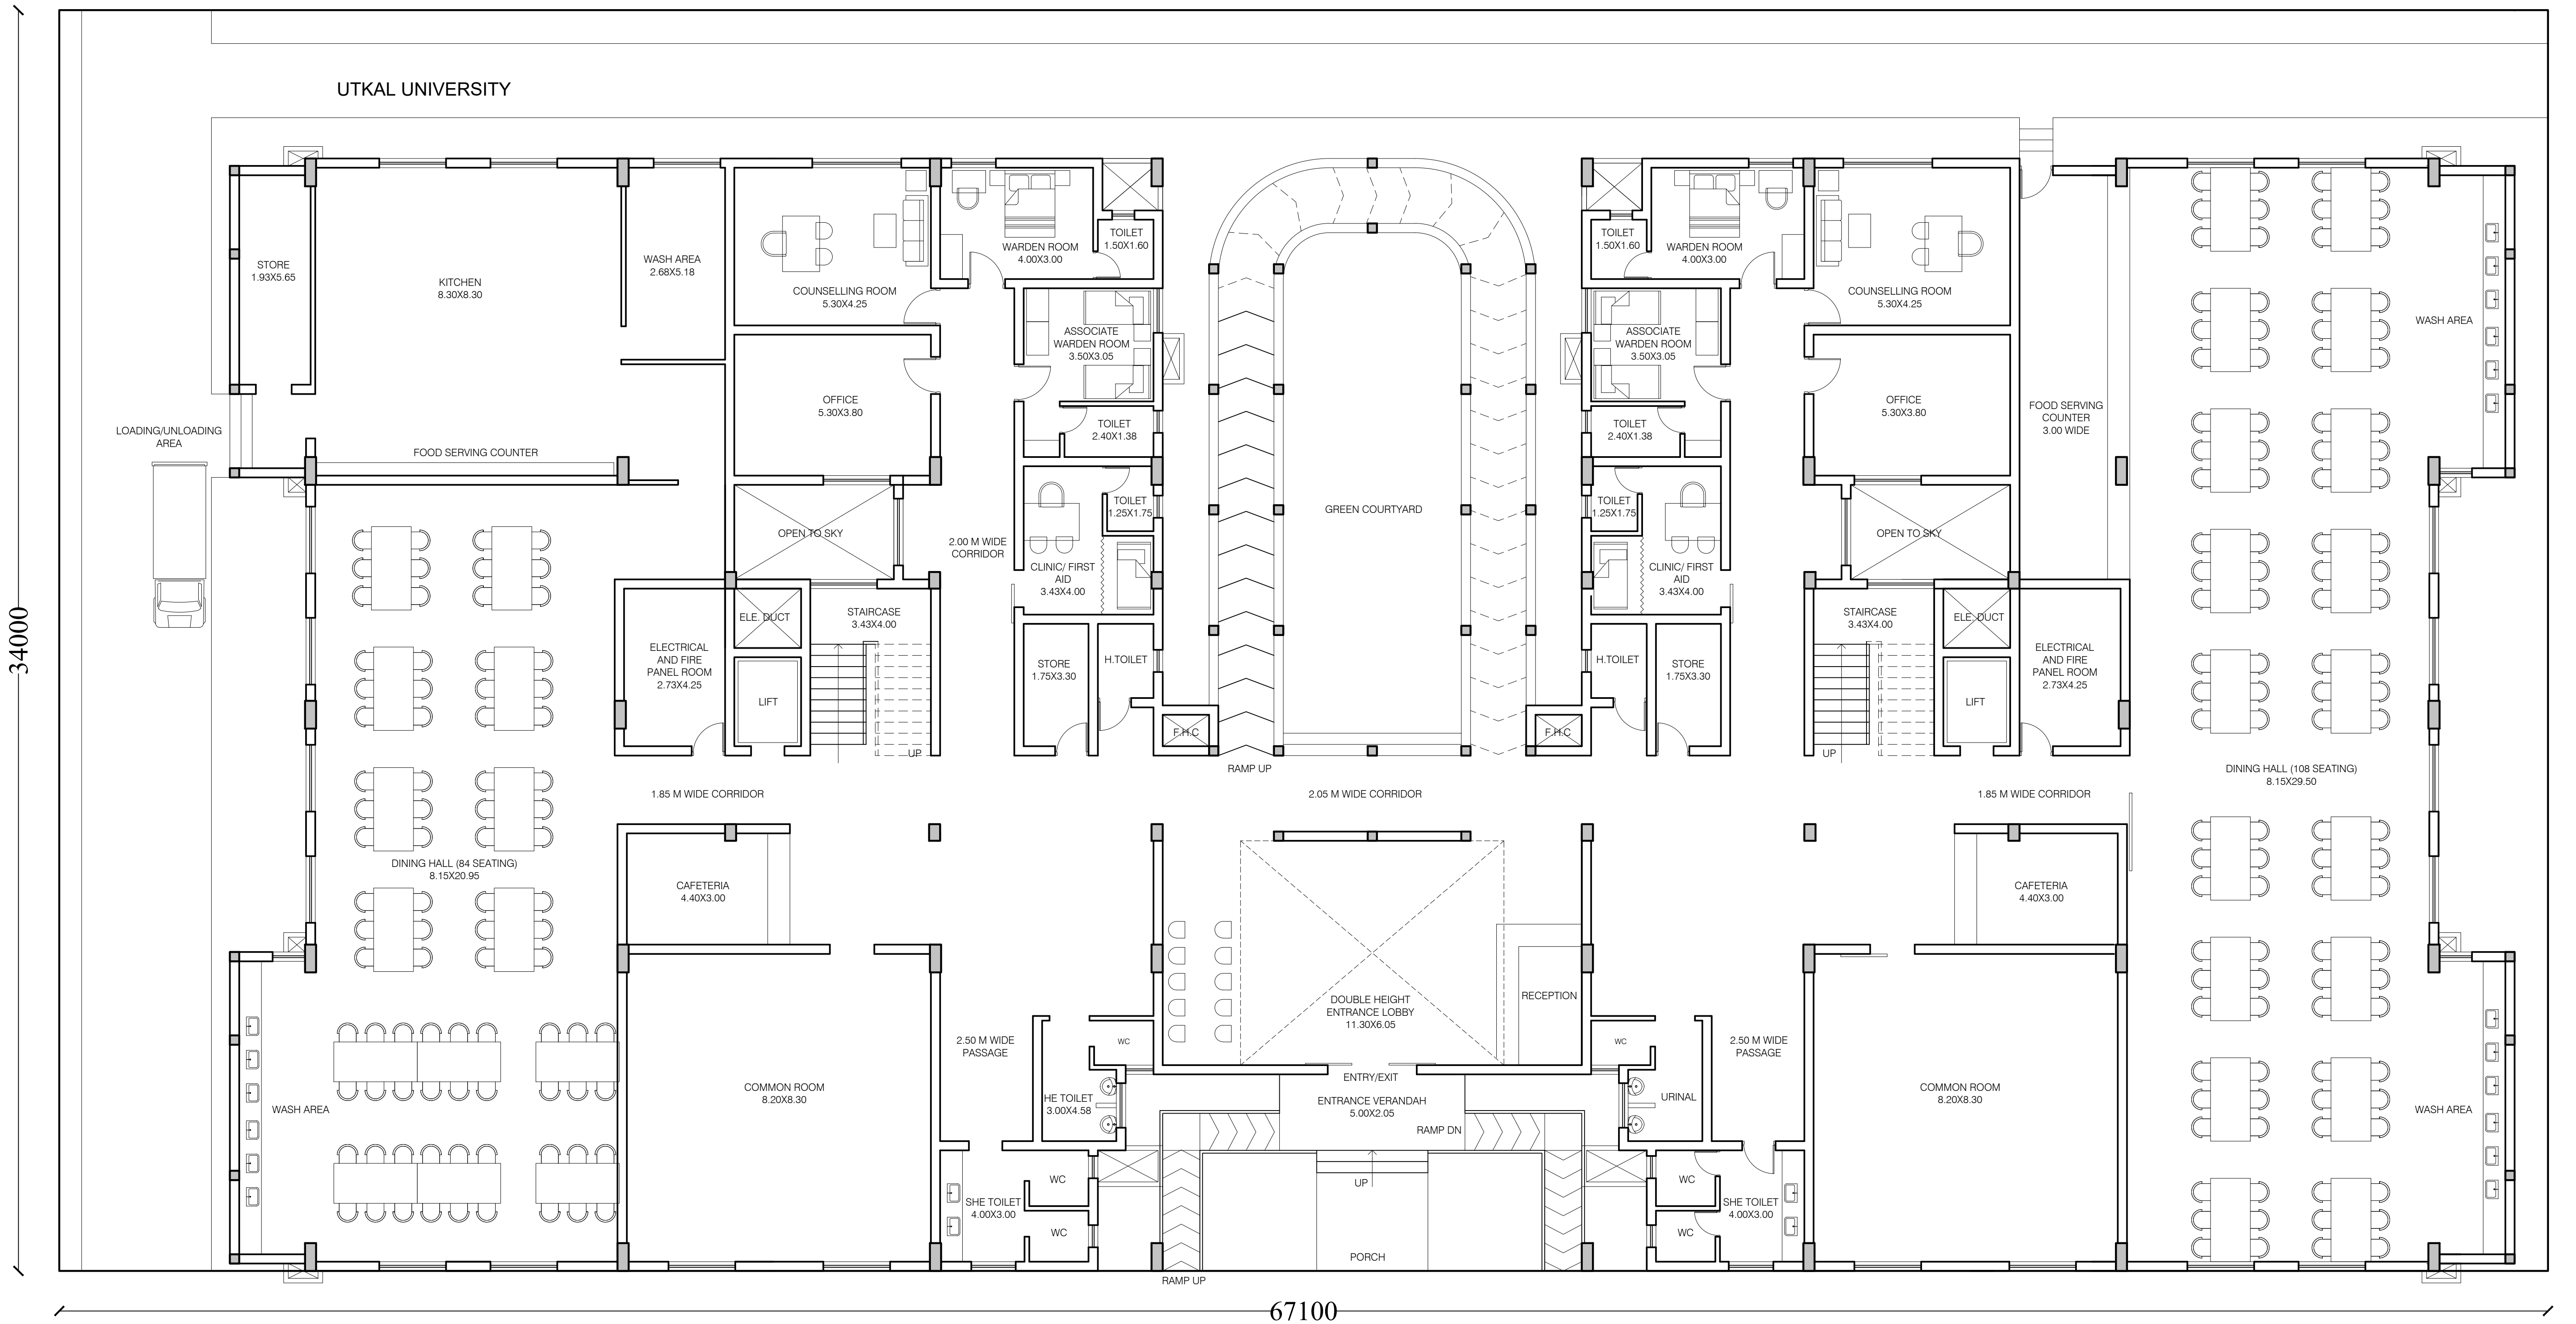 UTKAL UNIVERSITY
34000
67100
STORE
1.93X5.65
KITCHEN
8.30X8.30
WASH AREA
2.68X5.18
COUNSELLING ROOM
5.30X4.25
WARDEN ROOM
4.00X3.00
TOILET
1.50X1.60
ASSOCIATE
WARDEN ROOM
3.50X3.05
OFFICE
5.30X3.80
TOILET
2.40X1.38
LOADING/UNLOADING
AREA
FOOD SERVING COUNTER
OPEN TO SKY
2.00 M WIDE
CORRIDOR
TOILET
1.25X1.75
CLINIC/ FIRST
AID
3.43X4.00
ELE. DUCT
STAIRCASE
3.43X4.00
ELECTRICAL
AND FIRE
PANEL ROOM
2.73X4.25
LIFT
UP
STORE
1.75X3.30
H.TOILET
F.H.C
GREEN COURTYARD
RAMP UP
TOILET
1.50X1.60
WARDEN ROOM
4.00X3.00
COUNSELLING ROOM
5.30X4.25
ASSOCIATE
WARDEN ROOM
3.50X3.05
OFFICE
5.30X3.80
TOILET
2.40X1.38
FOOD SERVING
COUNTER
3.00 WIDE
WASH AREA
TOILET
1.25X1.75
CLINIC/ FIRST
AID
3.43X4.00
OPEN TO SKY
STAIRCASE
3.43X4.00
ELE. DUCT
ELECTRICAL
AND FIRE
PANEL ROOM
2.73X4.25
LIFT
UP
H.TOILET
STORE
1.75X3.30
F.H.C
1.85 M WIDE CORRIDOR
2.05 M WIDE CORRIDOR
1.85 M WIDE CORRIDOR
DINING HALL (108 SEATING)
8.15X29.50
DINING HALL (84 SEATING)
8.15X20.95
CAFETERIA
4.40X3.00
CAFETERIA
4.40X3.00
DOUBLE HEIGHT
ENTRANCE LOBBY
11.30X6.05
RECEPTION
2.50 M WIDE
PASSAGE
WC
WC
2.50 M WIDE
PASSAGE
COMMON ROOM
8.20X8.30
HE TOILET
3.00X4.58
ENTRY/EXIT
ENTRANCE VERANDAH
5.00X2.05
URINAL
COMMON ROOM
8.20X8.30
WASH AREA
WASH AREA
RAMP DN
UP
SHE TOILET
4.00X3.00
WC
WC
WC
WC
SHE TOILET
4.00X3.00
PORCH
RAMP UP